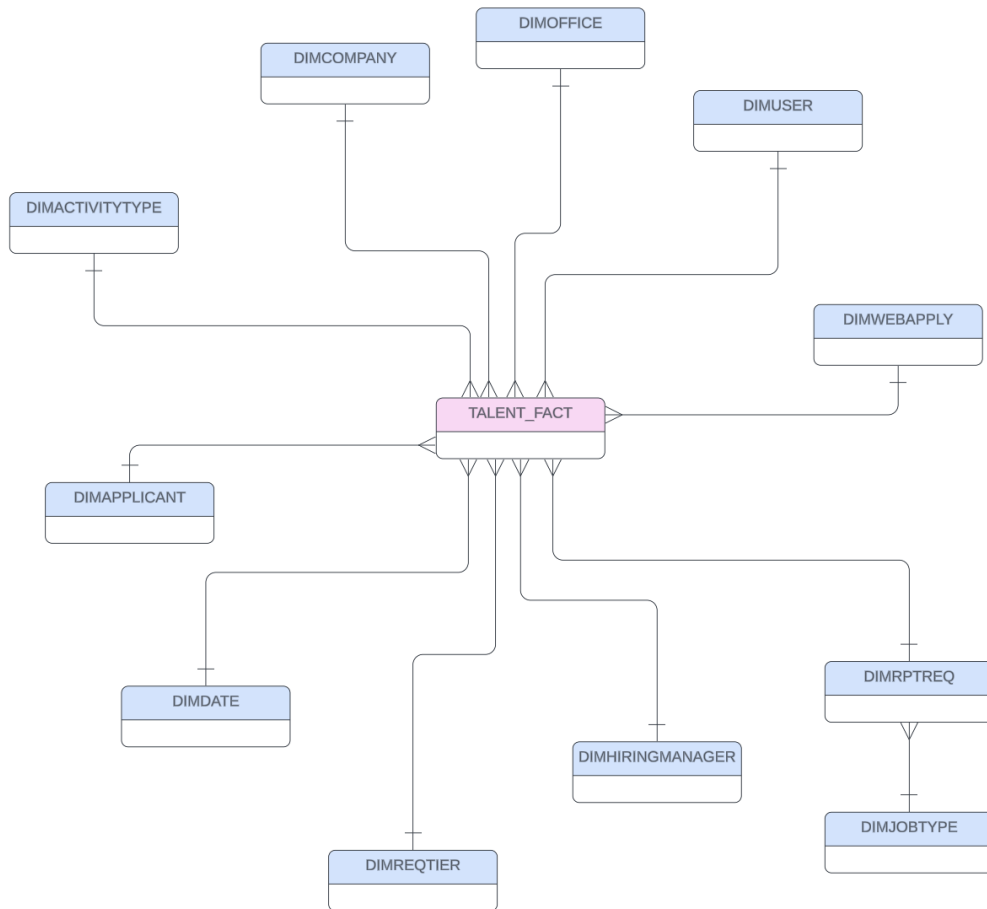 DIMOFFICE
DIMCOMPANY
DIMUSER
DIMACTIVITYTYPE
DIMWEBAPPLY
TALENT_FACT
DIMAPPLICANT
DIMRPTREQ
DIMDATE
DIMHIRINGMANAGER
DIMJOBTYPE
DIMREQTIER